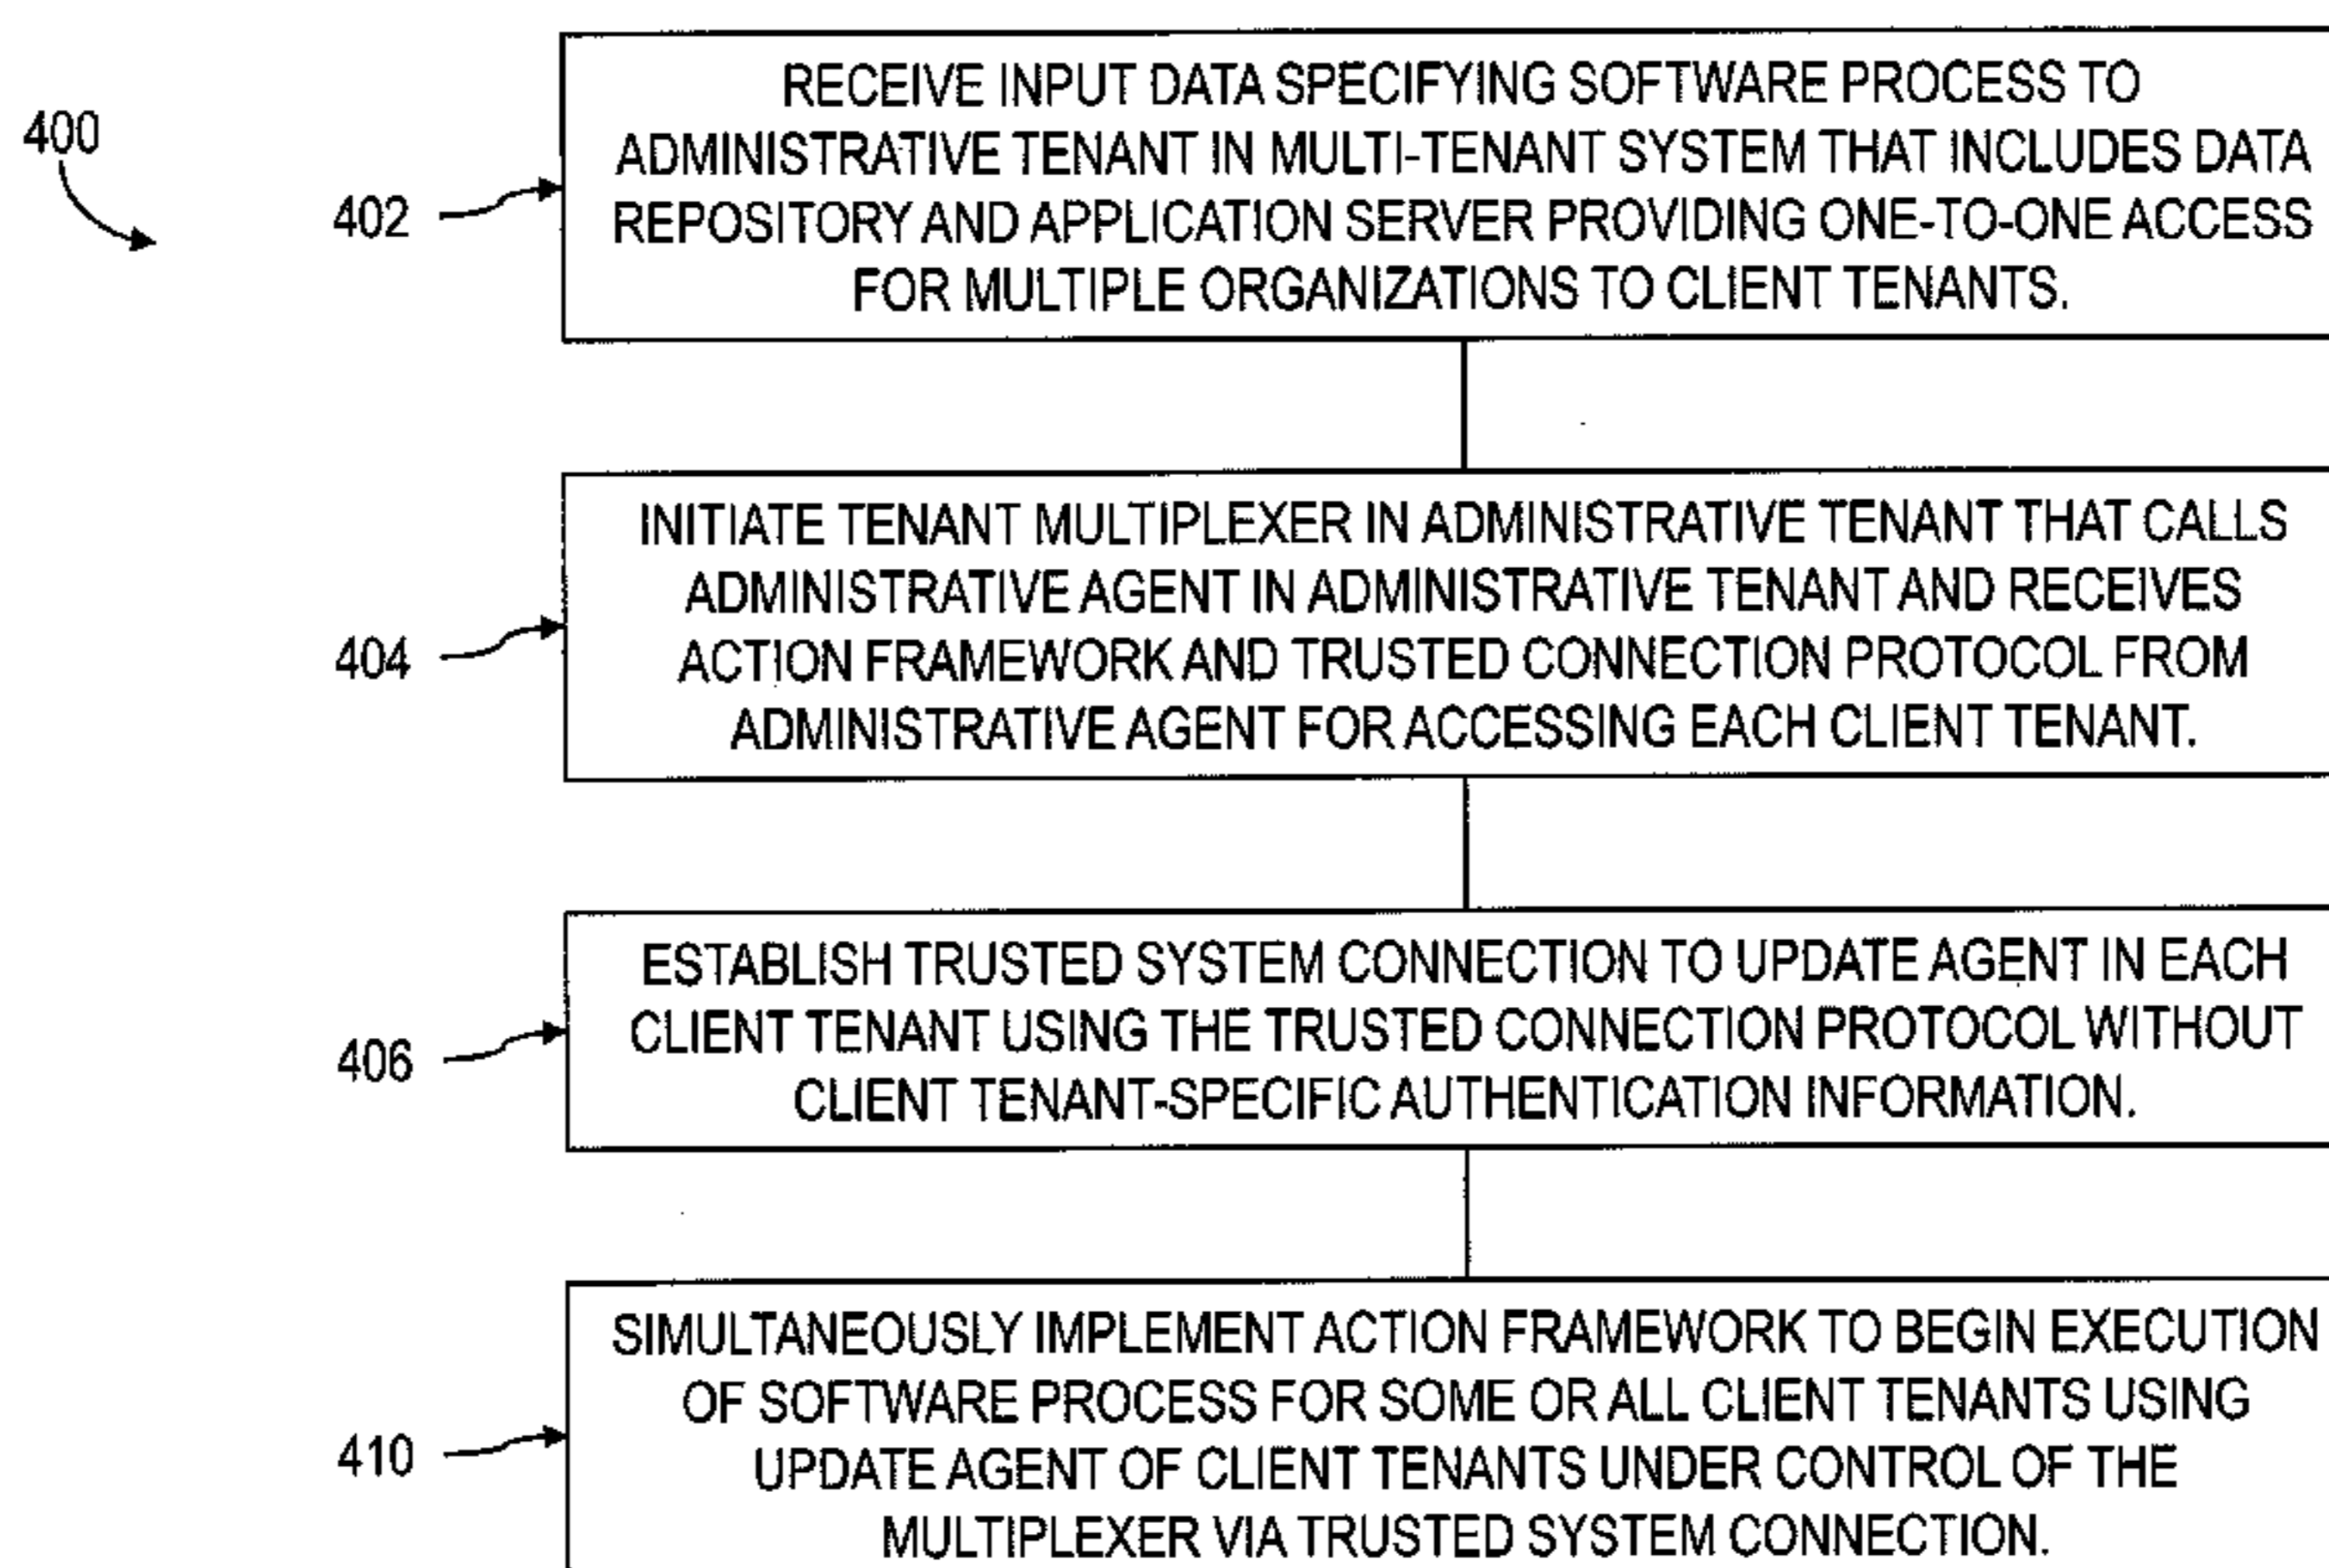 400
402
RECEIVE INPUT DATA SPECIFYING SOFTWARE PROCESS TO
ADMINISTRATIVE TENANT IN MULTI-TENANT SYSTEM THAT INCLUDES DATA
REPOSITORY AND APPLICATION SERVER PROVIDING ONE-TO-ONE ACCESS
FOR MULTIPLE ORGANIZATIONS TO CLIENT TENANTS.
404
INITIATE TENANT MULTIPLEXER IN ADMINISTRATIVE TENANT THAT CALLS
ADMINISTRATIVE AGENT IN ADMINISTRATIVE TENANT AND RECEIVES
ACTION FRAMEWORK AND TRUSTED CONNECTION PROTOCOL FROM
ADMINISTRATIVE AGENT FOR ACCESSING EACH CLIENT TENANT.
406
ESTABLISH TRUSTED SYSTEM CONNECTION TO UPDATE AGENT IN EACH
CLIENT TENANT USING THE TRUSTED CONNECTION PROTOCOL WITHOUT
CLIENT TENANT-SPECIFIC AUTHENTICATION INFORMATION.
410
SIMULTANEOUSLY IMPLEMENT ACTION FRAMEWORK TO BEGIN EXECUTION
OF SOFTWARE PROCESS FOR SOME OR ALL CLIENT TENANTS USING
UPDATE AGENT OF CLIENT TENANTS UNDER CONTROL OF THE
MULTIPLEXER VIA TRUSTED SYSTEM CONNECTION.